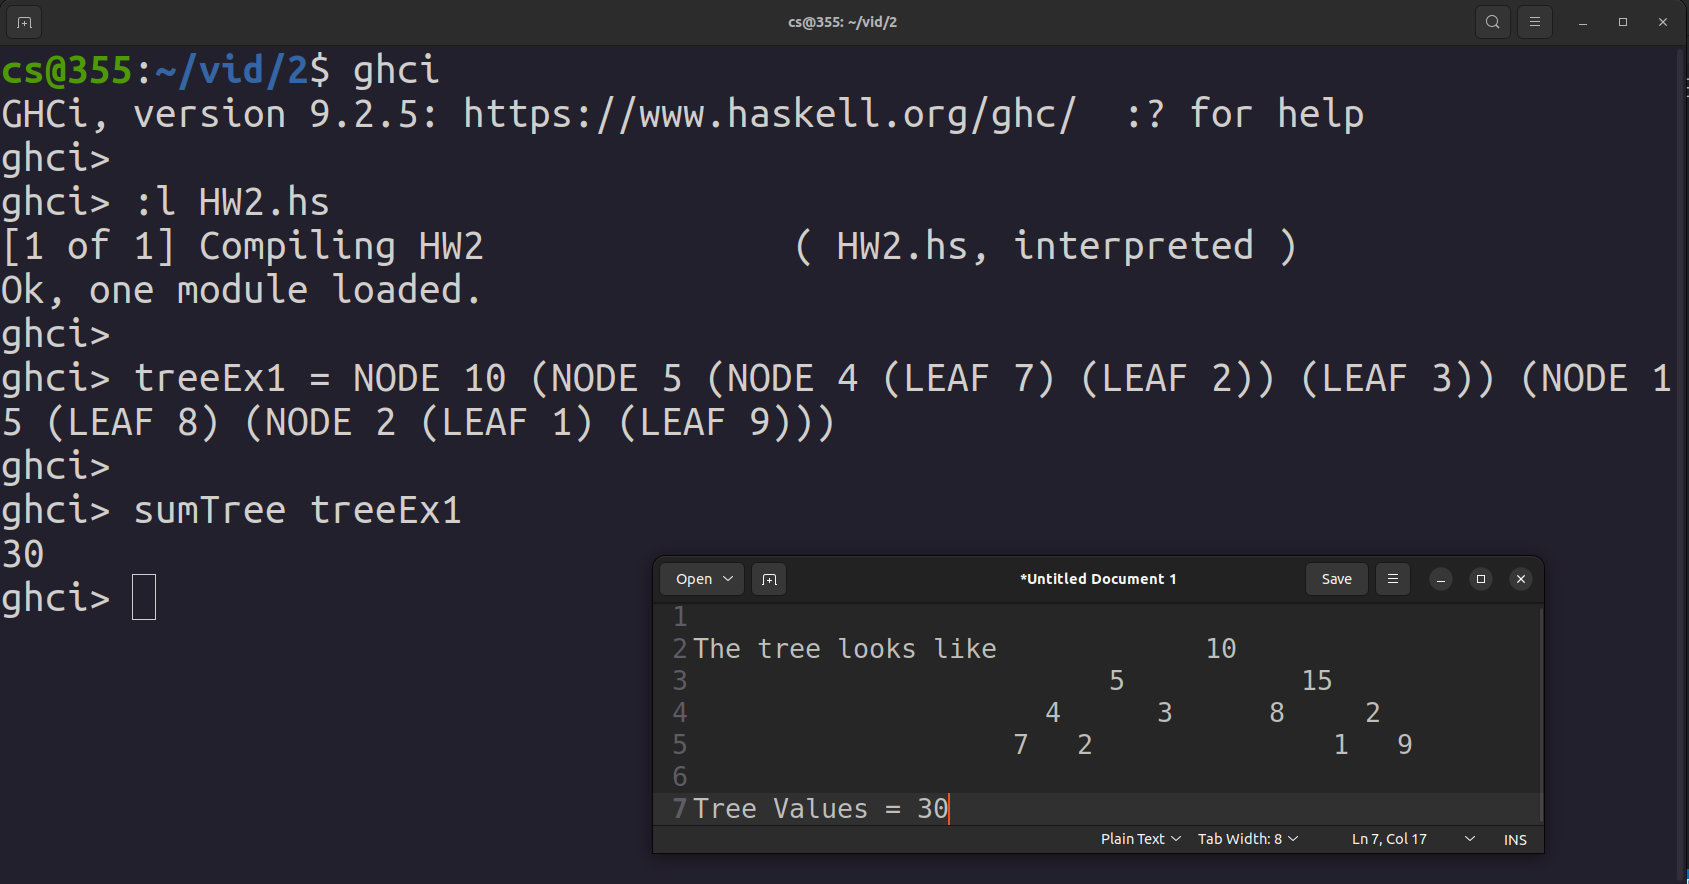 cs@355: ~/vid/2
cs@355:~/vid/2$ ghci
GHCi, version 9.2.5: https://www.haskell.org/ghc/  :? for help
ghci>
ghci> :l HW2.hs
[1 of 1] Compiling HW2              ( HW2.hs, interpreted )
Ok, one module loaded.
ghci>
ghci> treeEx1 = NODE 10 (NODE 5 (NODE 4 (LEAF 7) (LEAF 2)) (LEAF 3)) (NODE 1
5 (LEAF 8) (NODE 2 (LEAF 1) (LEAF 9)))
ghci>
ghci> sumTree treeEx1
30
ghci>
Open *Untitled Document 1 Save
1
2 The tree looks like             10
3                          5           15
4                      4      3      8     2
5                    7   2               1   9
6
7 Tree Values = 30
Plain Text Tab Width: 8 Ln 7, Col 17 INS